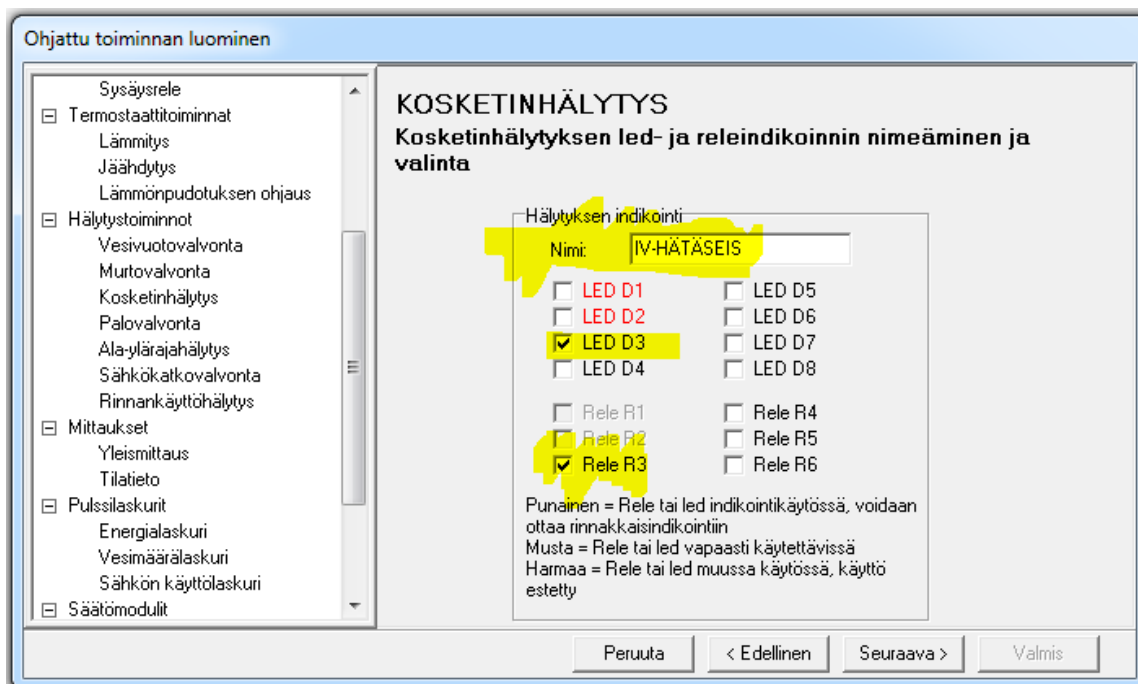 Ohjattu toiminnan luominen
Sysäysrele
Termostaattitoiminnat
Lämmitys
Jäähdytys
Lämmönpudotuksen ohjaus
Hälytystoiminnot
Vesivuotovalvonta
Murtovalvonta
Kosketinhälytys
Palovalvonta
Ala-ylärajahälytys
Sähkökatkovalvonta
Rinnankäyttöhälytys
Mittaukset
Yleismittaus
Tilatieto
Pulssilaskurit
Energialaskuri
Vesimäärälaskuri
Sähkön käyttölaskuri
Säätömodulit
KOSKETINHÄLYTYS
Kosketinhälytyksen led- ja releindikoinnin nimeäminen ja
valinta
Hälytyksen indikointi
Nimi: IV-HÄTÄSEIS
LED D1 LED D5
LED D2 LED D6
LED D3 LED D7
LED D4 LED D8
Rele R1 Rele R4
Rele R2 Rele R5
Rele R3 Rele R6
Punainen = Rele tai led indikointikäytössä, voidaan
ottaa rinnakkaisindikointiin
Musta = Rele tai led vapaasti käytettävissä
Harmaa = Rele tai led muussa käytössä, käyttö
estetty
Peruuta < Edellinen Seuraava > Valmis